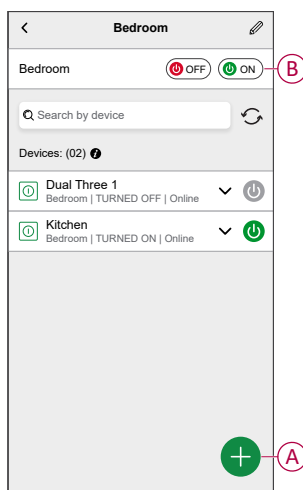 Bedroom
Bedroom OFF ON B
Search by device
Devices: (02)
Dual Three 1
Bedroom | TURNED OFF | Online
Kitchen
Bedroom | TURNED ON | Online
A